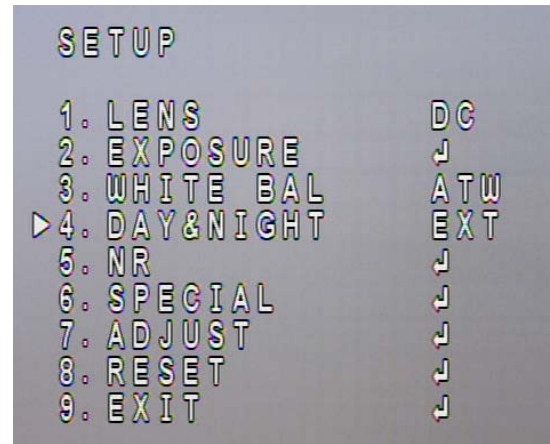 SETUP
1. LENS DC
2. EXPOSURE ↲
3. WHITE BAL ATW
▷4. DAY&NIGHT EXT
5. NR ↲
6. SPECIAL ↲
7. ADJUST ↲
8. RESET ↲
9. EXIT ↲